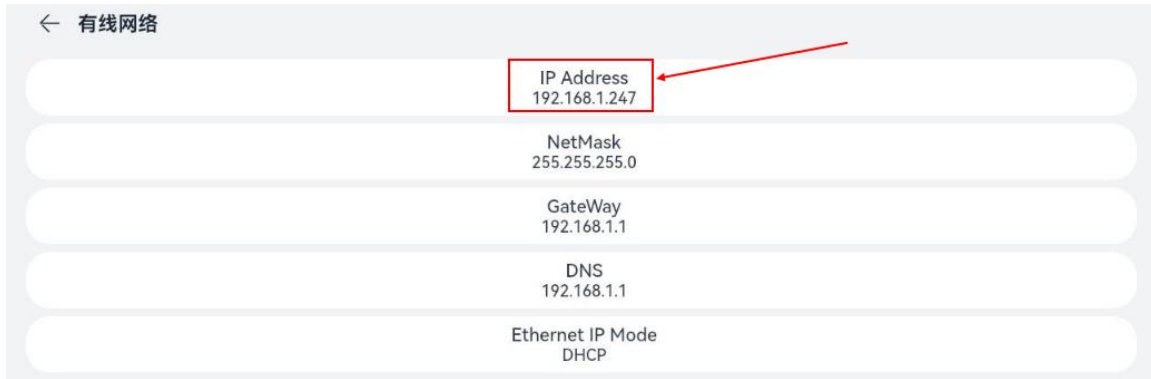 有线网络
IP Address
192.168.1.247
NetMask
255.255.255.0
GateWay
192.168.1.1
DNS
192.168.1.1
Ethernet IP Mode
DHCP